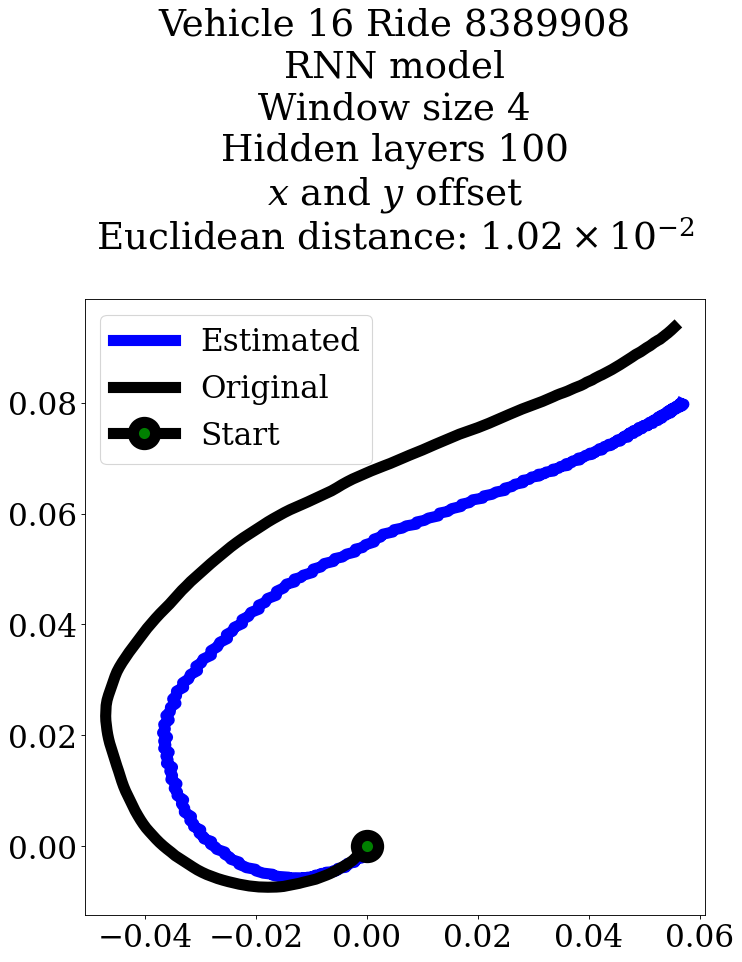 Vehicle 16 Ride 8389908
RNN model
Window size 4
Hidden layers 100
x and y offset
Euclidean distance: 1.02 × 10⁻²
Estimated
Original
Start
0.08
0.06
0.04
0.02
0.00
−0.04 −0.02 0.00 0.02 0.04 0.06